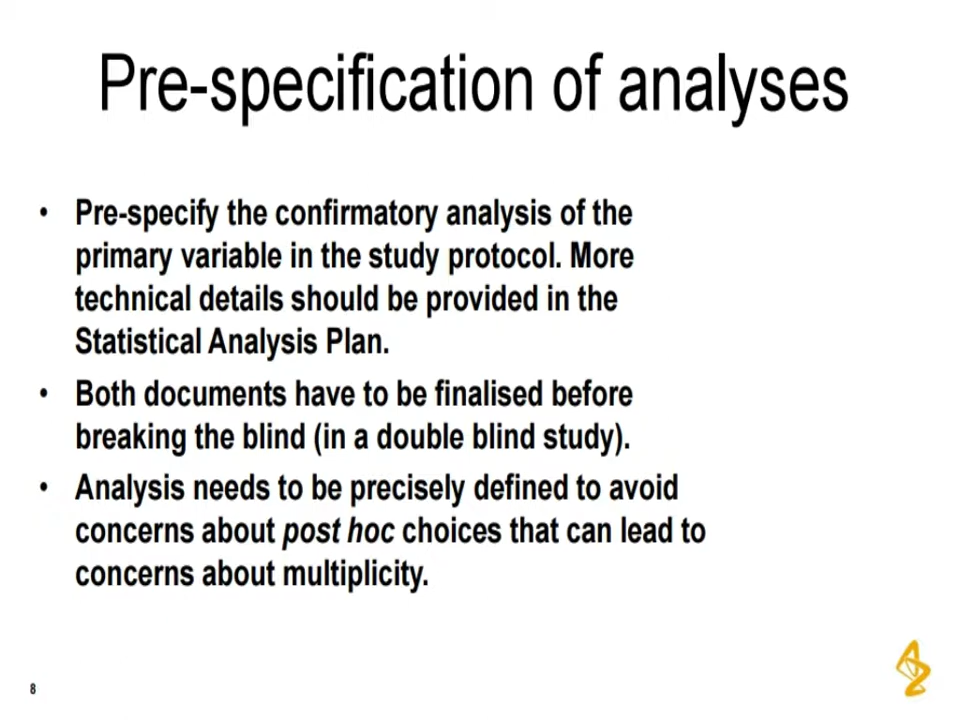 Pre-specification of analyses
• Pre-specify the confirmatory analysis of the
primary variable in the study protocol. More
technical details should be provided in the
Statistical Analysis Plan.
• Both documents have to be finalised before
breaking the blind (in a double blind study).
• Analysis needs to be precisely defined to avoid
concerns about post hoc choices that can lead to
concerns about multiplicity.
8